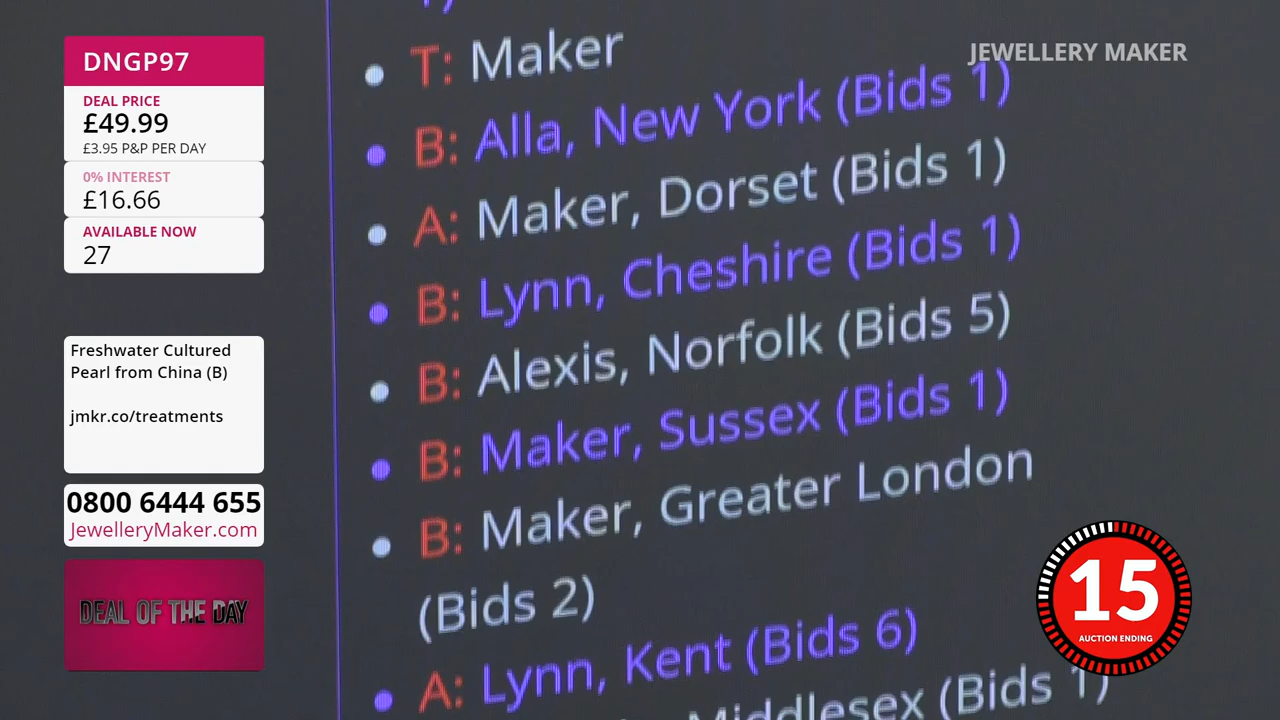 DNGP97
DEAL PRICE
£49.99
£3.95 P&P PER DAY
0% INTEREST
£16.66
AVAILABLE NOW
27
Freshwater Cultured
Pearl from China (B)
jmkr.co/treatments
0800 6444 655
JewelleryMaker.com
DEAL OF THE DAY
JEWELLERY MAKER
T: Maker
B: Alla, New York (Bids 1)
A: Maker, Dorset (Bids 1)
B: Lynn, Cheshire (Bids 1)
B: Alexis, Norfolk (Bids 5)
B: Maker, Sussex (Bids 1)
B: Maker, Greater London
(Bids 2)
A: Lynn, Kent (Bids 6)
Middlesex (Bids 1)
15
AUCTION ENDING